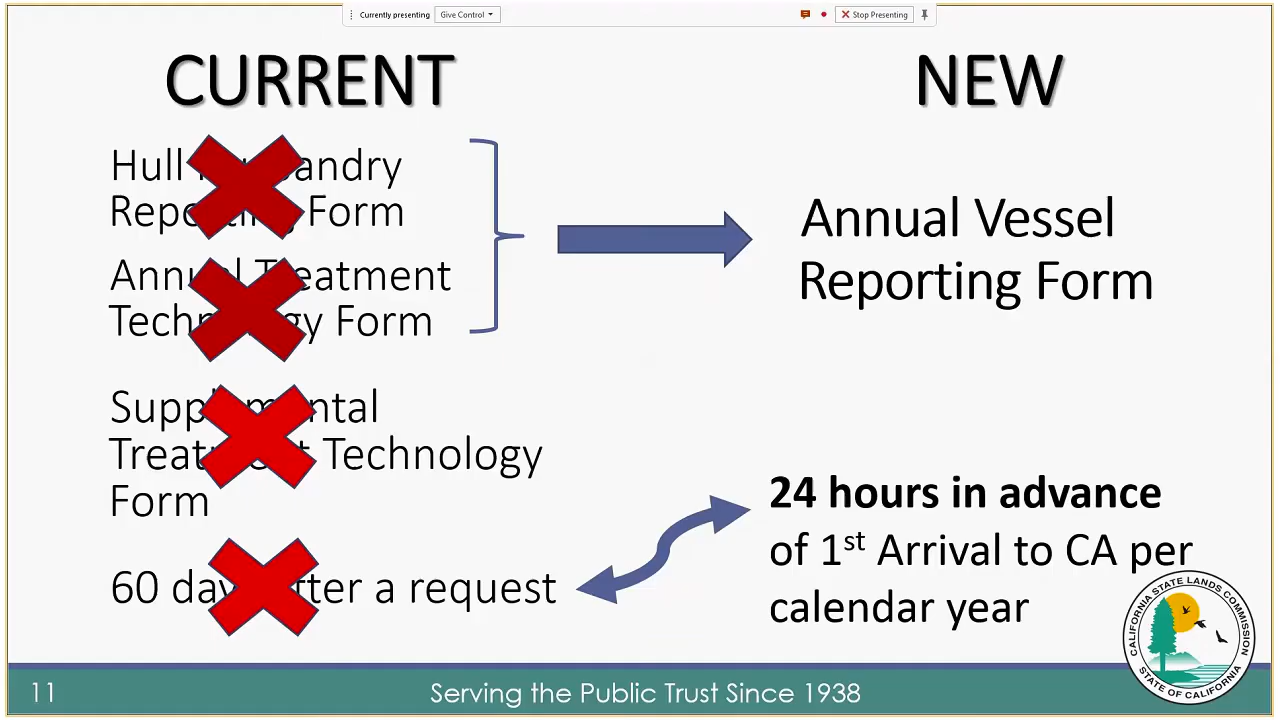 Currently presenting Give Control Stop Presenting
CURRENT
NEW
Hull
Reporting Form
Annual Treatment
Technology Form
Supplemental
Treatment Technology
Form
60 days after a request
Annual Vessel
Reporting Form
24 hours in advance
of 1st Arrival to CA per
calendar year
CALIFORNIA STATE LANDS COMMISSION
STATE OF CALIFORNIA
11
Serving the Public Trust Since 1938